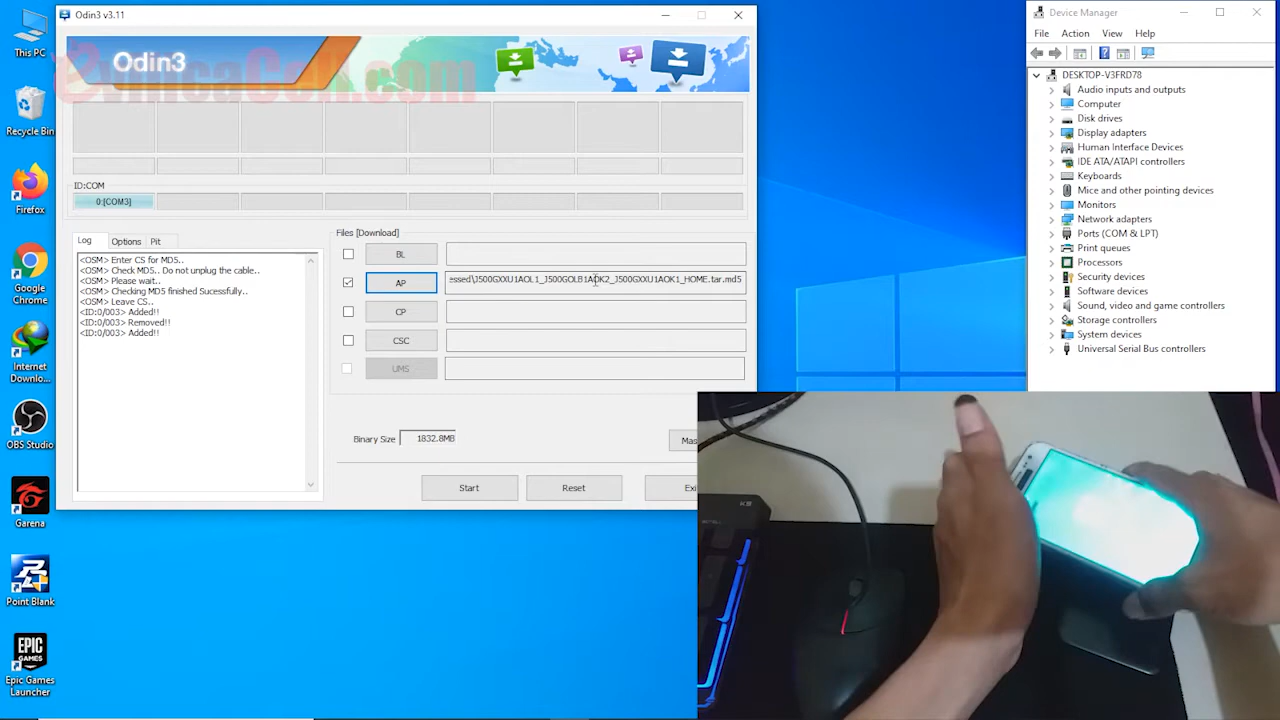 Odin3 v3.11
Odin3
ID:COM
0:[COM3]
Log
Options
Pit
<OSM> Enter CS for MD5..
<OSM> Check MD5.. Do not unplug the cable..
<OSM> Please wait..
<OSM> Checking MD5 finished Sucessfully..
<OSM> Leave CS..
<ID:0/003> Added!!
<ID:0/003> Removed!!
<ID:0/003> Added!!
Files [Download]
BL
AP
CP
CSC
UMS
Binary Size
1832.8MB
Mas
Start
Reset
Exi
This PC
Recycle Bin
Firefox
Google
Chrome
Internet
Downlo...
OBS Studio
Garena
Point Blank
Epic Games
Launcher
Device Manager
File
Action
View
Help
DESKTOP-V3FRD78
Audio inputs and outputs
Computer
Disk drives
Display adapters
Human Interface Devices
IDE ATA/ATAPI controllers
Keyboards
Mice and other pointing devices
Monitors
Network adapters
Ports (COM & LPT)
Print queues
Processors
Security devices
Software devices
Sound, video and game controllers
Storage controllers
System devices
Universal Serial Bus controllers